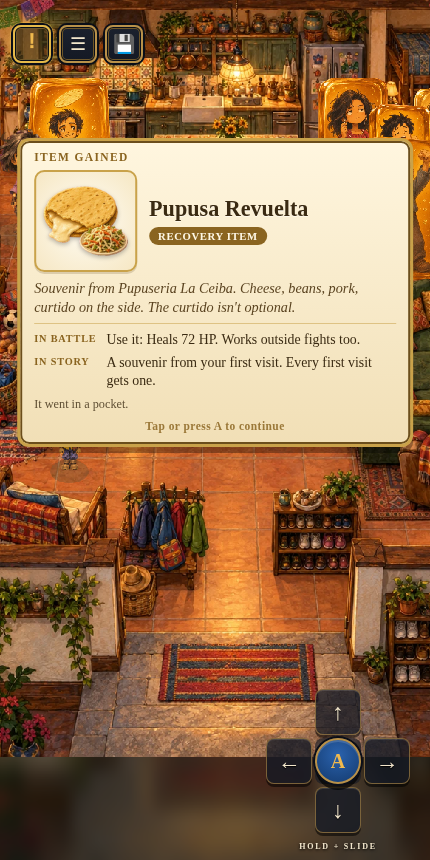 !
☰
ITEM GAINED
Pupusa Revuelta
RECOVERY ITEM
Souvenir from Pupuseria La Ceiba. Cheese, beans, pork,
curtido on the side. The curtido isn't optional.
IN BATTLE Use it: Heals 72 HP. Works outside fights too.
IN STORY A souvenir from your first visit. Every first visit
gets one.
It went in a pocket.
Tap or press A to continue
↑
← A →
↓
HOLD + SLIDE